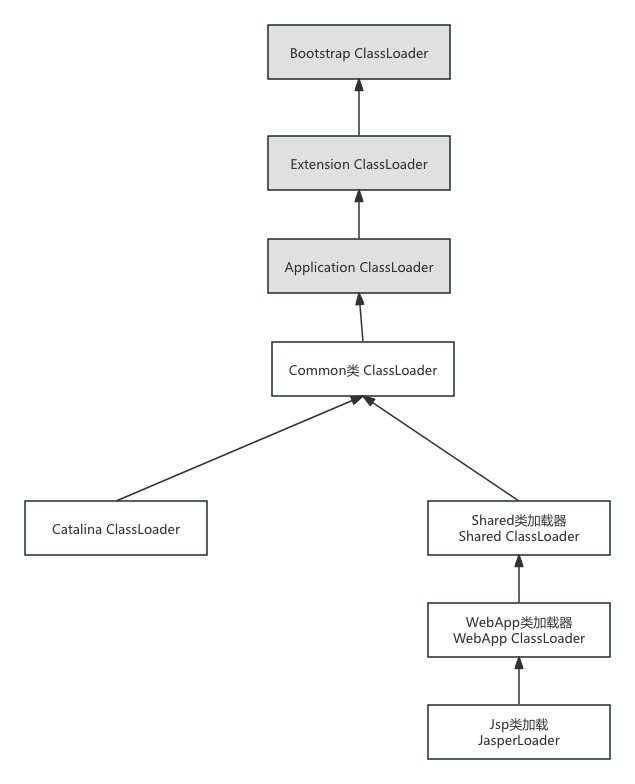 Bootstrap ClassLoader
Extension ClassLoader
Application ClassLoader
Common类 ClassLoader
Catalina ClassLoader
Shared类加载器
Shared ClassLoader
WebApp类加载器
WebApp ClassLoader
Jsp类加载
JasperLoader